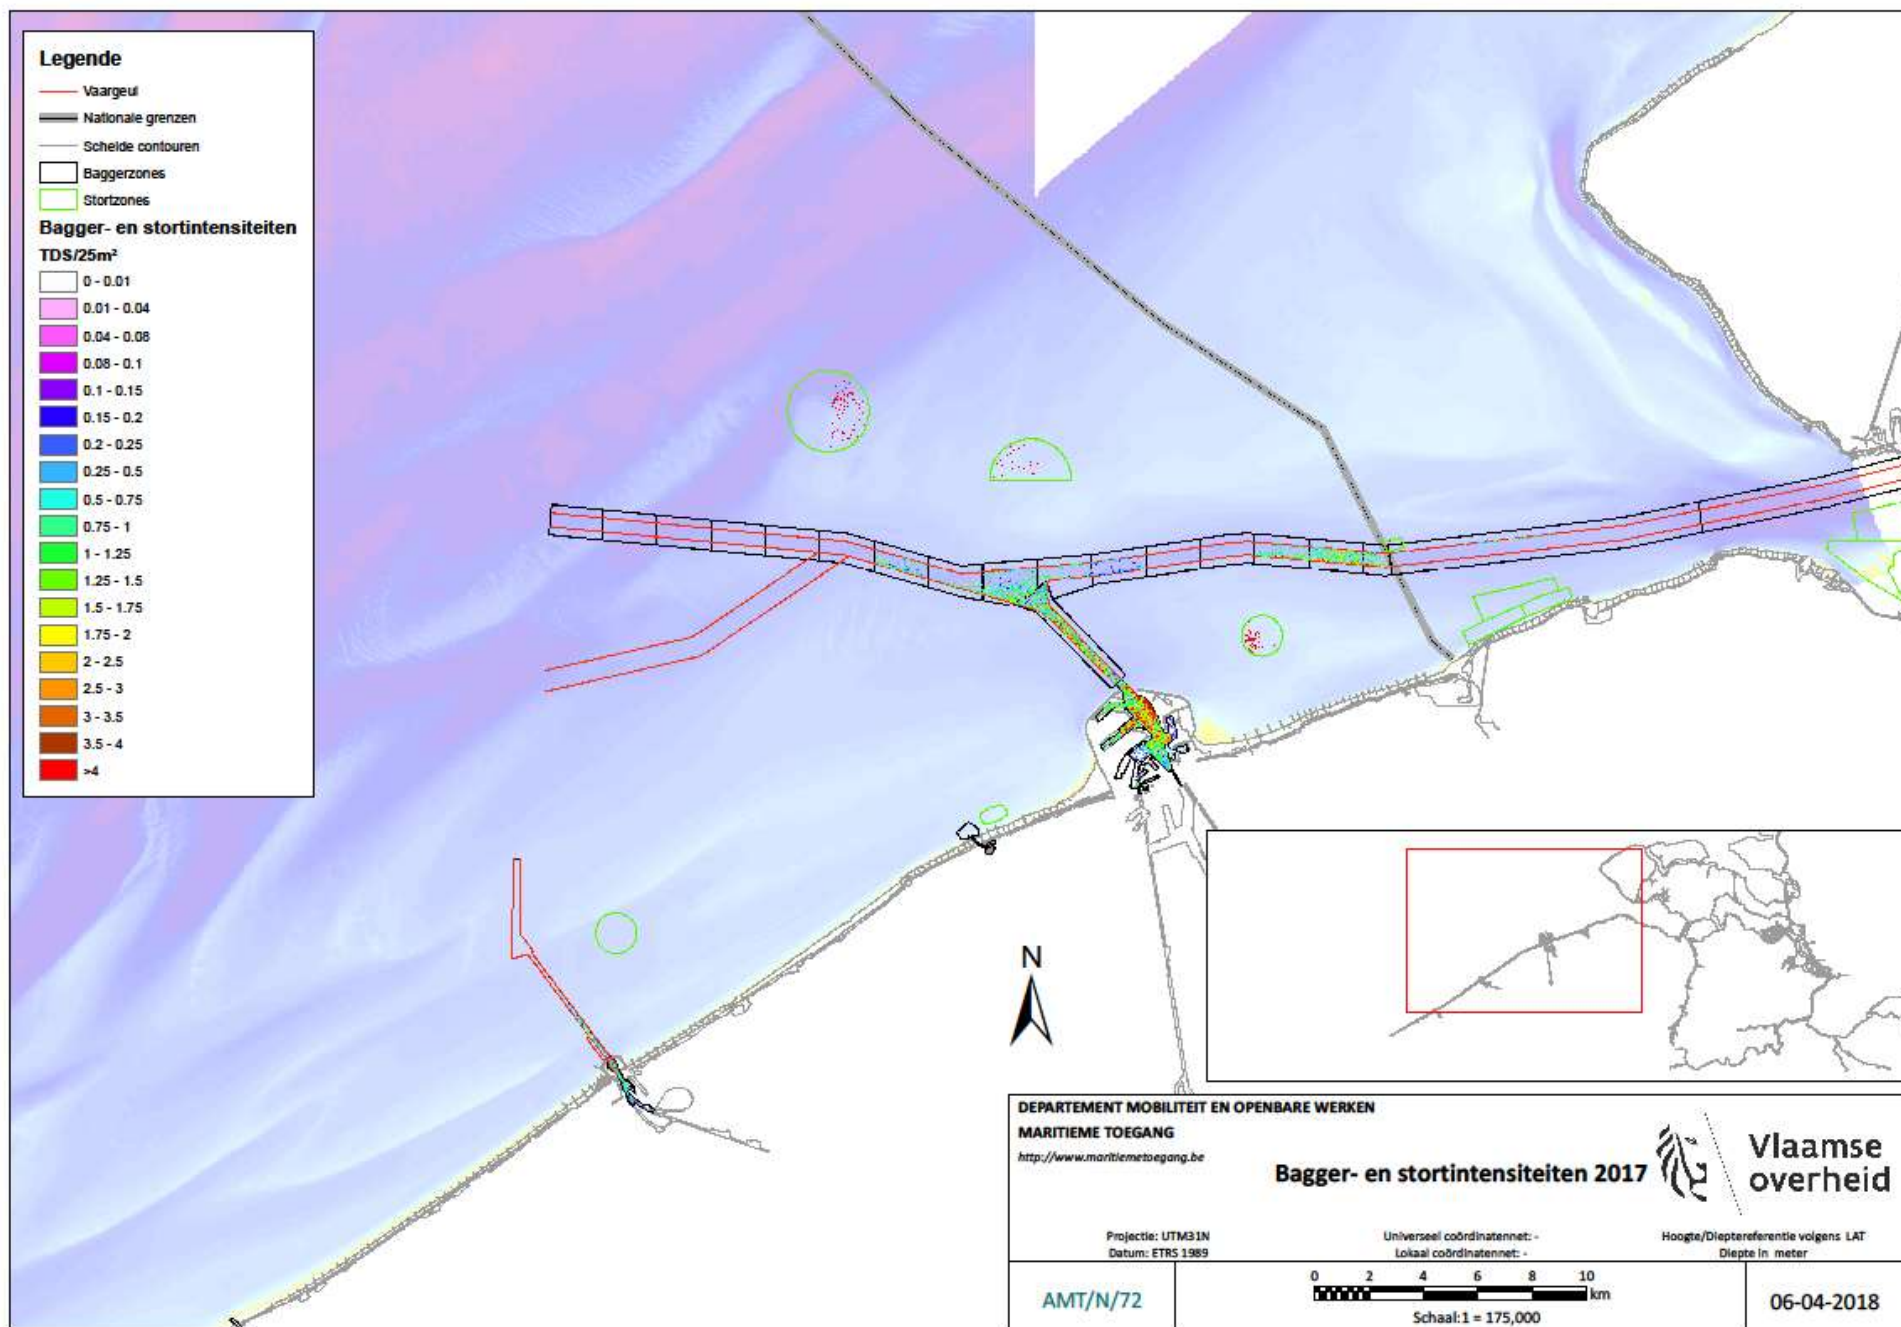 Legende
Vaargeul
Nationale grenzen
Schelde contouren
Baggerzones
Stortzones
Bagger- en stortintensiteiten
TDS/25m²
0 - 0.01
0.01 - 0.04
0.04 - 0.08
0.08 - 0.1
0.1 - 0.15
0.15 - 0.2
0.2 - 0.25
0.25 - 0.5
0.5 - 0.75
0.75 - 1
1 - 1.25
1.25 - 1.5
1.5 - 1.75
1.75 - 2
2 - 2.5
2.5 - 3
3 - 3.5
3.5 - 4
>4
N
DEPARTEMENT MOBILITEIT EN OPENBARE WERKEN
MARITIEME TOEGANG
http://www.maritiemetoegang.be
Bagger- en stortintensiteiten 2017
Vlaamse
overheid
Projectie: UTM31N
Datum: ETRS 1989
Universeel coördinatennet: -
Lokaal coördinatennet: -
Hoogte/Dieptereferentie volgens LAT
Diepte in meter
AMT/N/72
0 2 4 6 8 10
km
Schaal:1 = 175,000
06-04-2018